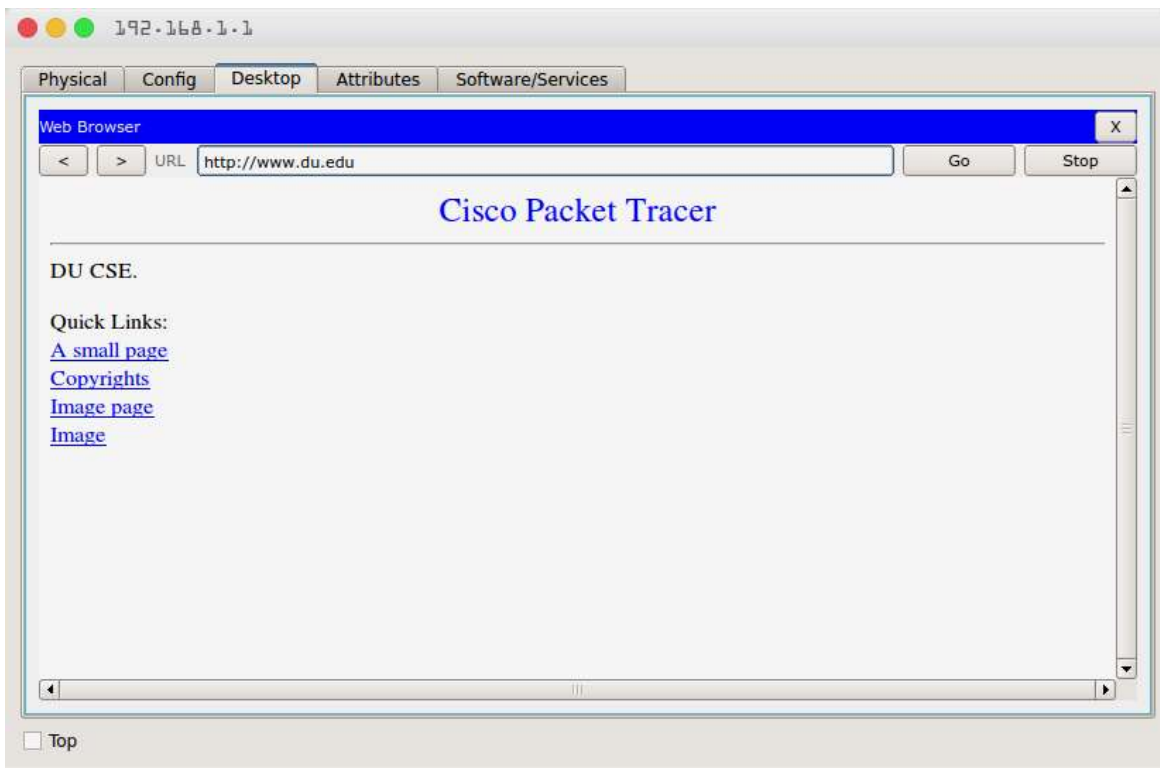 192.168.1.1
Physical Config Desktop Attributes Software/Services
Web Browser X
< > URL http://www.du.edu Go Stop
Cisco Packet Tracer
DU CSE.
Quick Links:
A small page
Copyrights
Image page
Image
Top